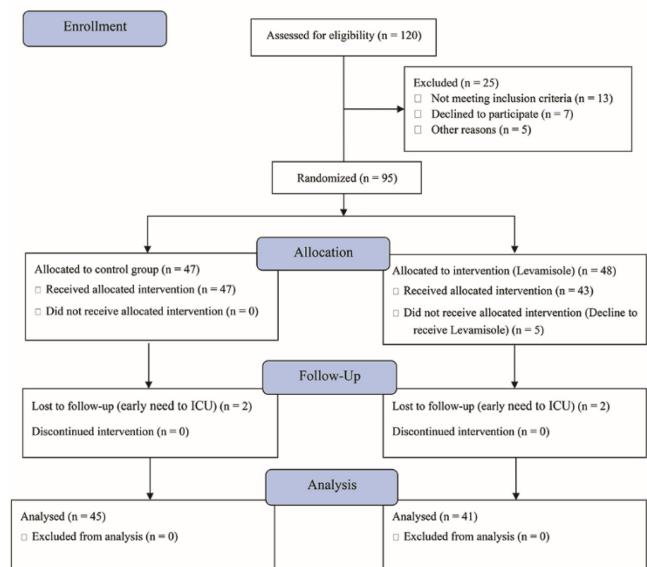 Enrollment
Assessed for eligibility (n = 120)
Excluded (n = 25)
□ Not meeting inclusion criteria (n = 13)
□ Declined to participate (n = 7)
□ Other reasons (n = 5)
Randomized (n = 95)
Allocation
Allocated to control group (n = 47)
□ Received allocated intervention (n = 47)
□ Did not receive allocated intervention (n = 0)
Allocated to intervention (Levamisole) (n = 48)
□ Received allocated intervention (n = 43)
□ Did not receive allocated intervention (Decline to
receive Levamisole) (n = 5)
Follow-Up
Lost to follow-up (early need to ICU) (n = 2)
Discontinued intervention (n = 0)
Lost to follow-up (early need to ICU) (n = 2)
Discontinued intervention (n = 0)
Analysis
Analysed (n = 45)
□ Excluded from analysis (n = 0)
Analysed (n = 41)
□ Excluded from analysis (n = 0)